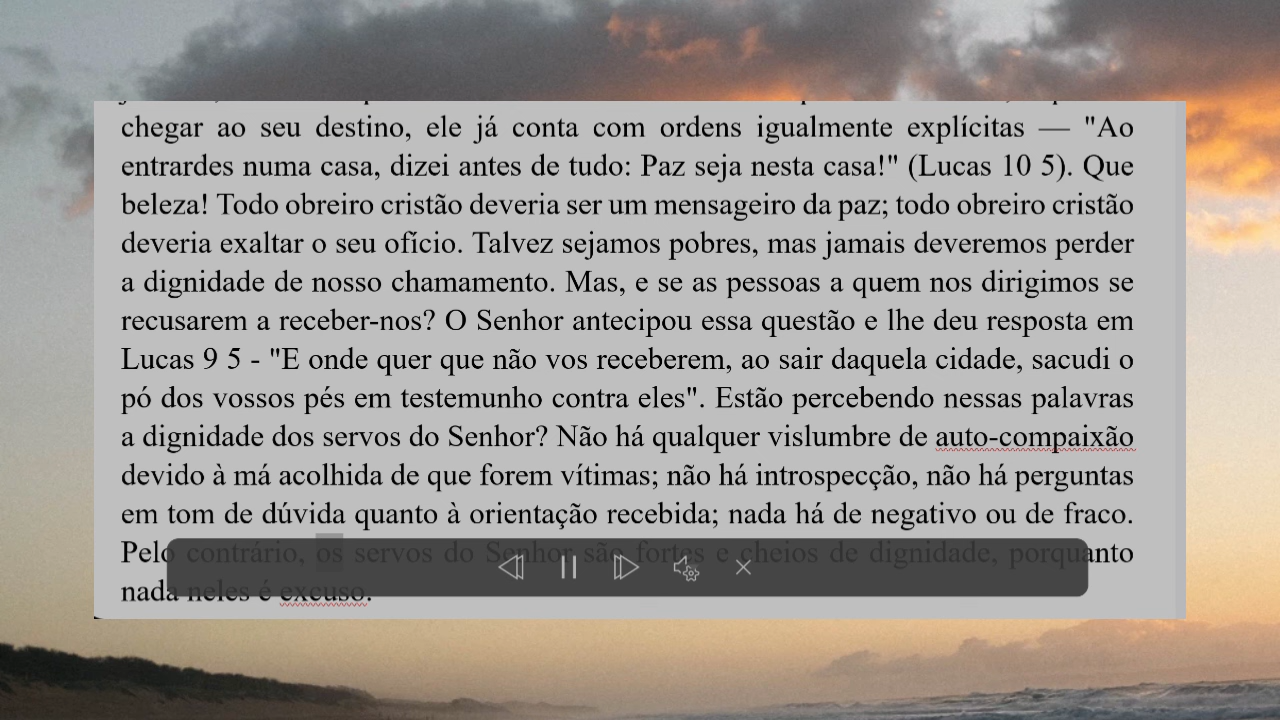 chegar ao seu destino, ele já conta com ordens igualmente explícitas — "Ao
entrardes numa casa, dizei antes de tudo: Paz seja nesta casa!" (Lucas 10 5). Que
beleza! Todo obreiro cristão deveria ser um mensageiro da paz; todo obreiro cristão
deveria exaltar o seu ofício. Talvez sejamos pobres, mas jamais deveremos perder
a dignidade de nosso chamamento. Mas, e se as pessoas a quem nos dirigimos se
recusarem a receber-nos? O Senhor antecipou essa questão e lhe deu resposta em
Lucas 9 5 - "E onde quer que não vos receberem, ao sair daquela cidade, sacudi o
pó dos vossos pés em testemunho contra eles". Estão percebendo nessas palavras
a dignidade dos servos do Senhor? Não há qualquer vislumbre de auto-compaixão
devido à má acolhida de que forem vítimas; não há introspecção, não há perguntas
em tom de dúvida quanto à orientação recebida; nada há de negativo ou de fraco.
Pelo contrário, os servos do Senhor são fortes e cheios de dignidade, porquanto
nada neles é excuso.